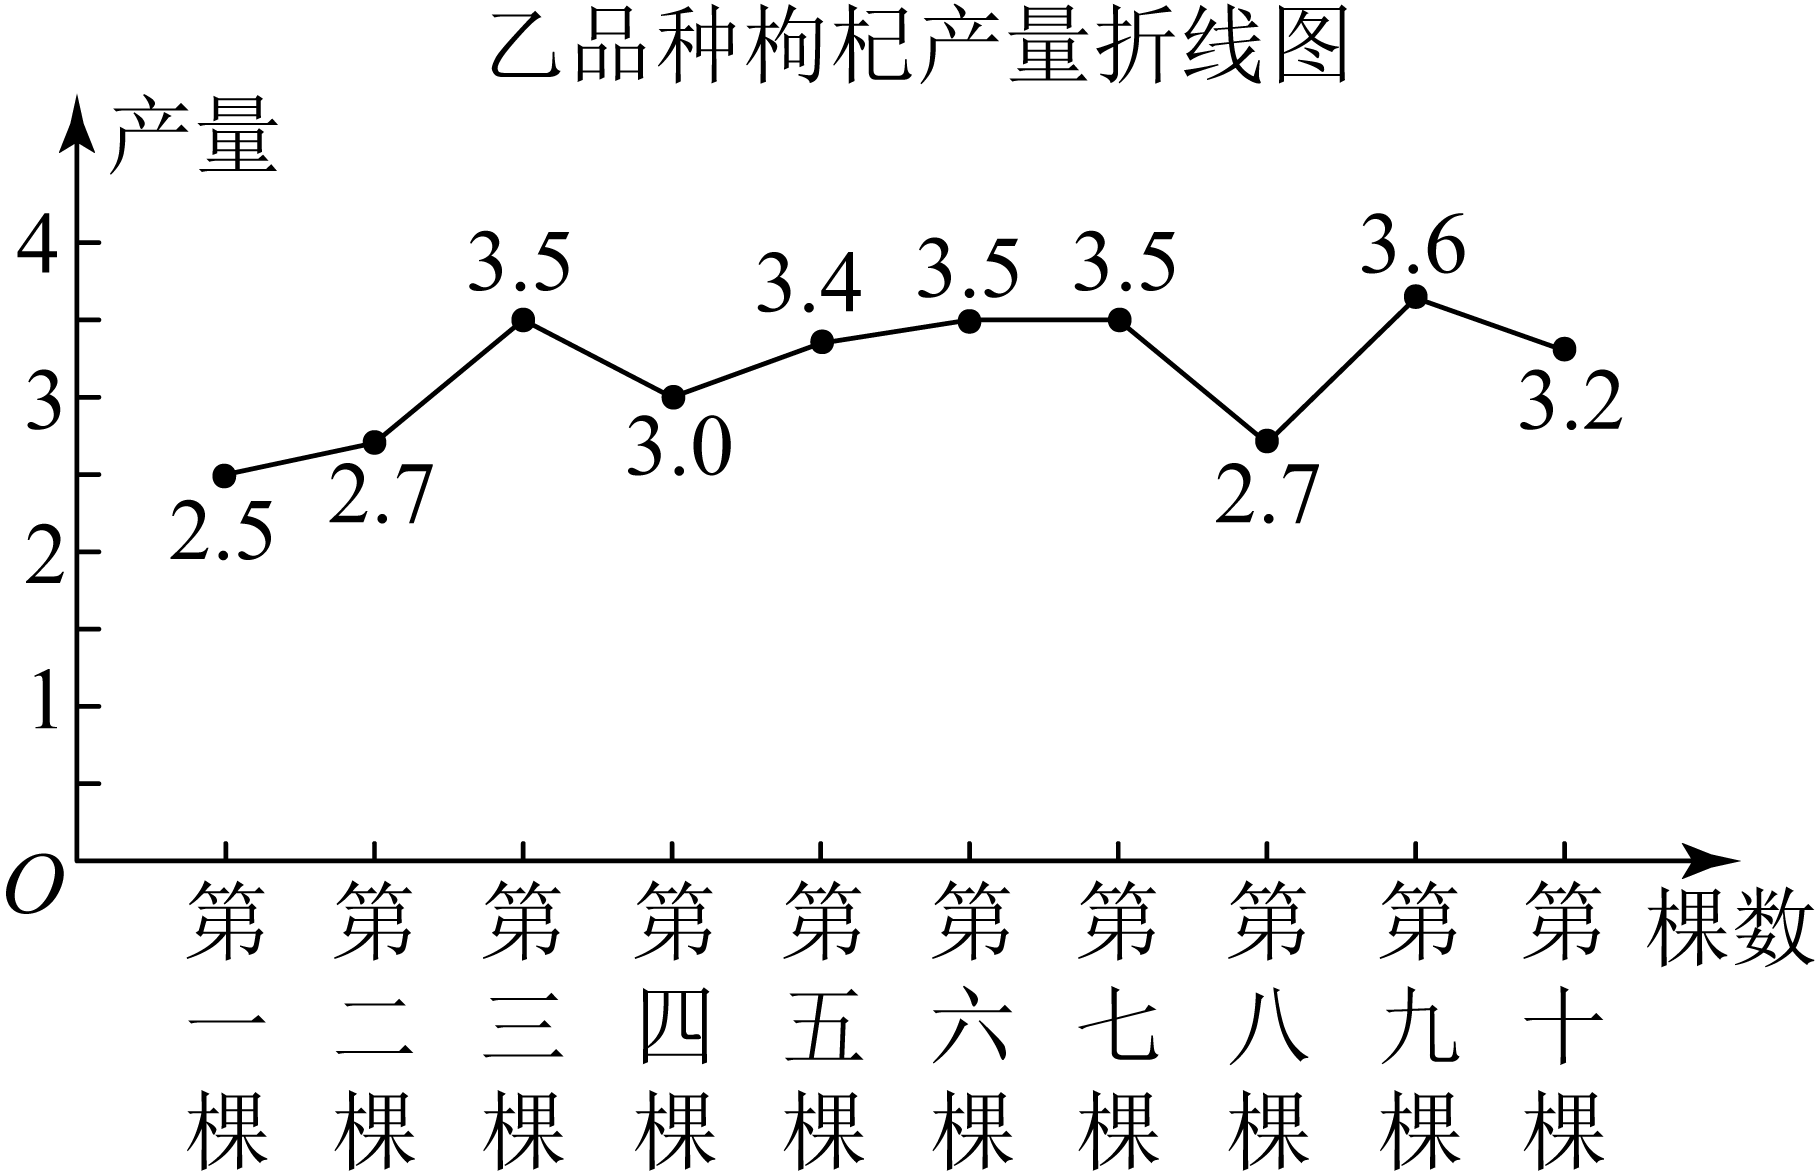 乙品种枸杞产量折线图
产量
4
3
2
1
O
3.5
3.4
3.5
3.5
3.6
2.5
2.7
3.0
2.7
3.2
第一棵
第二棵
第三棵
第四棵
第五棵
第六棵
第七棵
第八棵
第九棵
第十棵
棵数